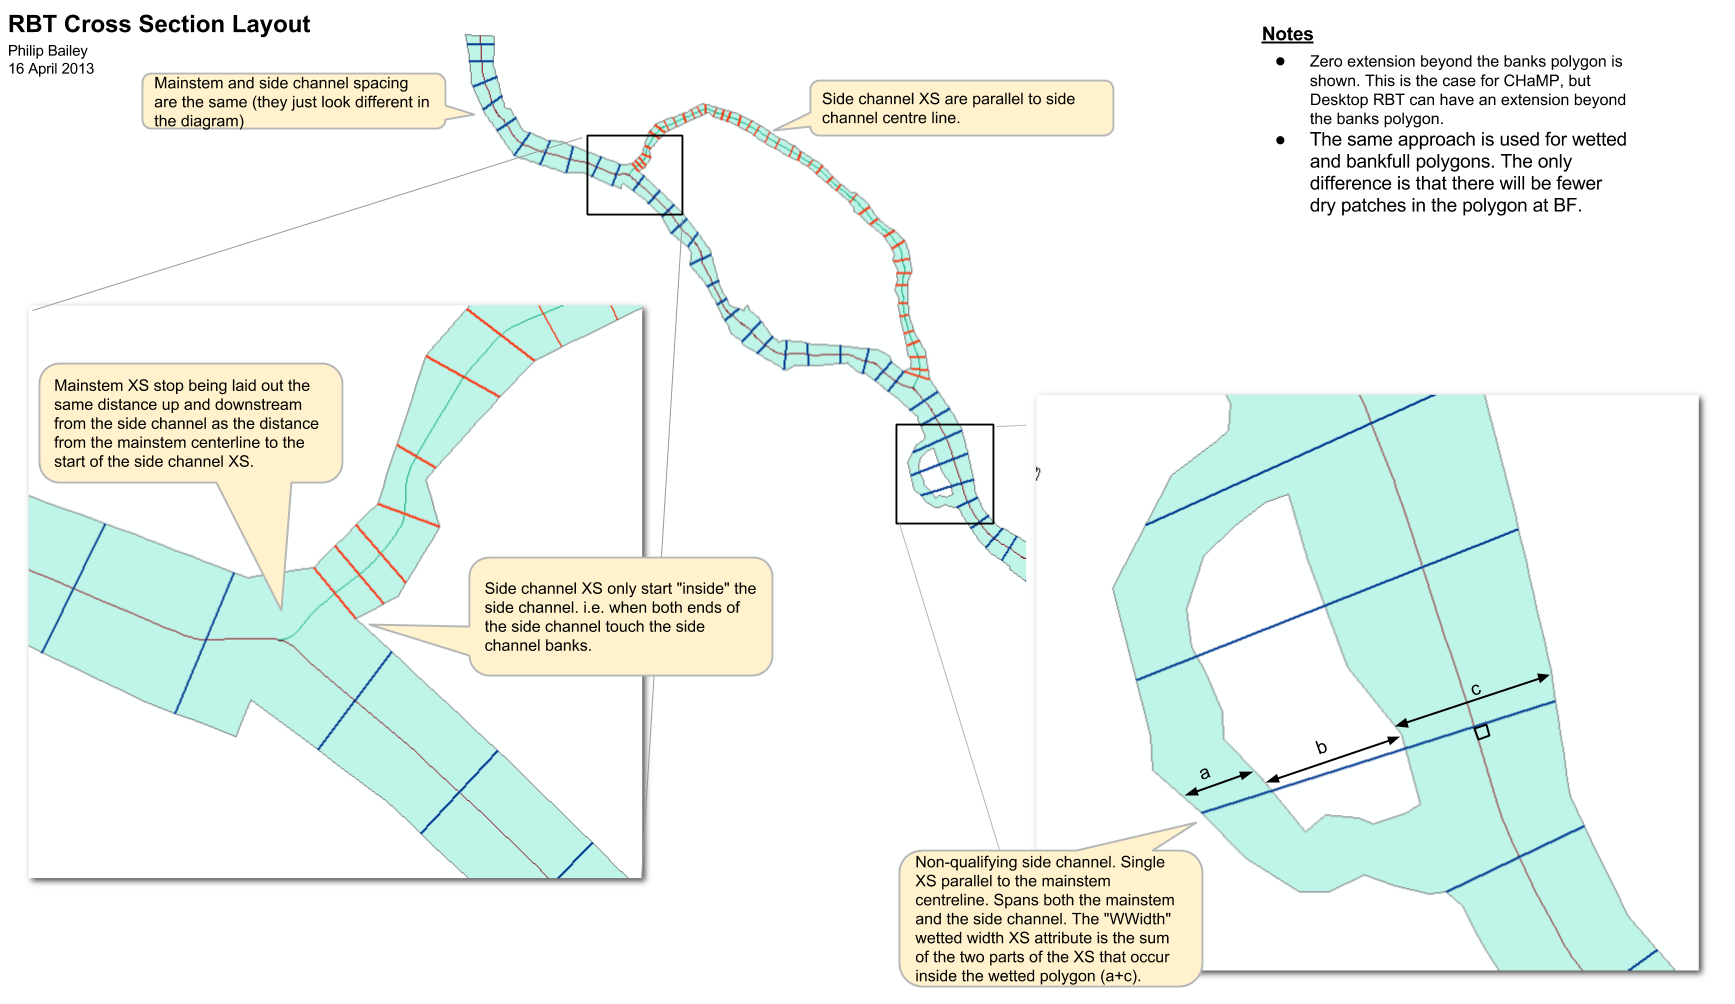 RBT Cross Section Layout
Philip Bailey
16 April 2013
Mainstem and side channel spacing
are the same (they just look different in
the diagram)
Side channel XS are parallel to side
channel centre line.
Notes
● Zero extension beyond the banks polygon is
shown. This is the case for CHaMP, but
Desktop RBT can have an extension beyond
the banks polygon.
● The same approach is used for wetted
and bankfull polygons. The only
difference is that there will be fewer
dry patches in the polygon at BF.
Mainstem XS stop being laid out the
same distance up and downstream
from the side channel as the distance
from the mainstem centerline to the
start of the side channel XS.
Side channel XS only start "inside" the
side channel. i.e. when both ends of
the side channel touch the side
channel banks.
c
b
a
Non-qualifying side channel. Single
XS parallel to the mainstem
centreline. Spans both the mainstem
and the side channel. The "WWidth"
wetted width XS attribute is the sum
of the two parts of the XS that occur
inside the wetted polygon (a+c).